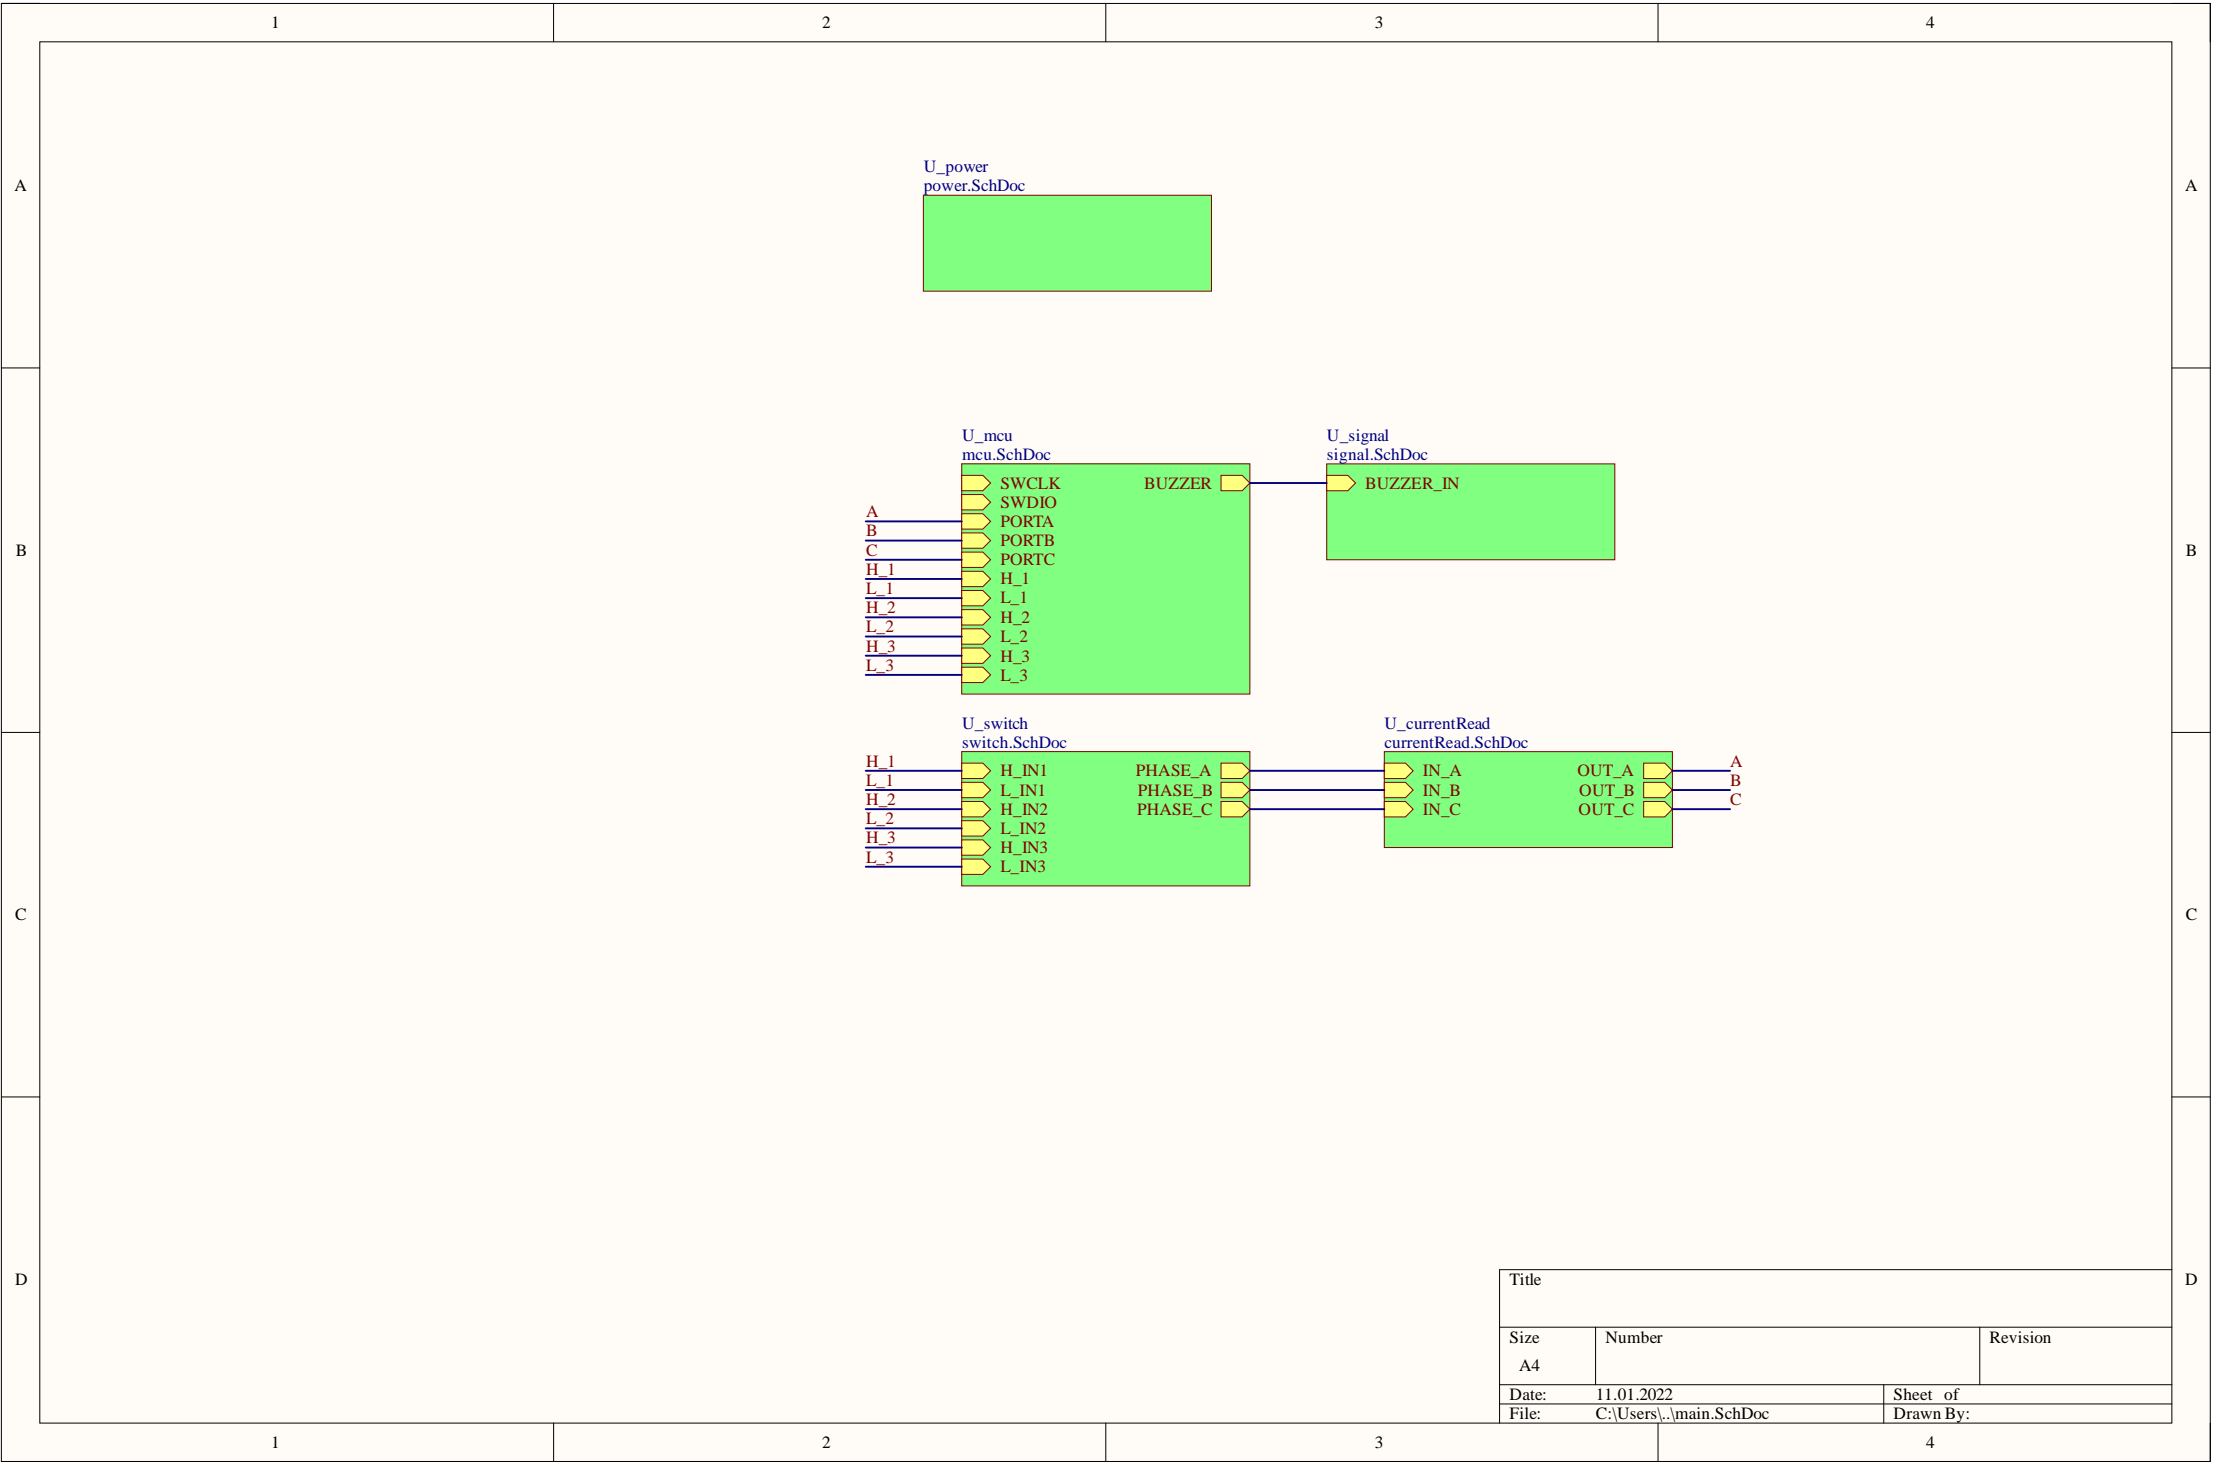 1 2 3 4
A A
U_power
power.SchDoc
B B
U_mcu
mcu.SchDoc
SWCLK BUZZER
SWDIO
A PORTA
B PORTB
C PORTC
H_1 H_1
L_1 L_1
H_2 H_2
L_2 L_2
H_3 H_3
L_3 L_3
U_signal
signal.SchDoc
BUZZER_IN
C C
U_switch
switch.SchDoc
H_1 H_IN1 PHASE_A
L_1 L_IN1 PHASE_B
H_2 H_IN2 PHASE_C
L_2 L_IN2
H_3 H_IN3
L_3 L_IN3
U_currentRead
currentRead.SchDoc
IN_A OUT_A A
IN_B OUT_B B
IN_C OUT_C C
D D
Title
Size Number Revision
A4
Date: 11.01.2022 Sheet of
File: C:\Users\..\main.SchDoc Drawn By:
1 2 3 4